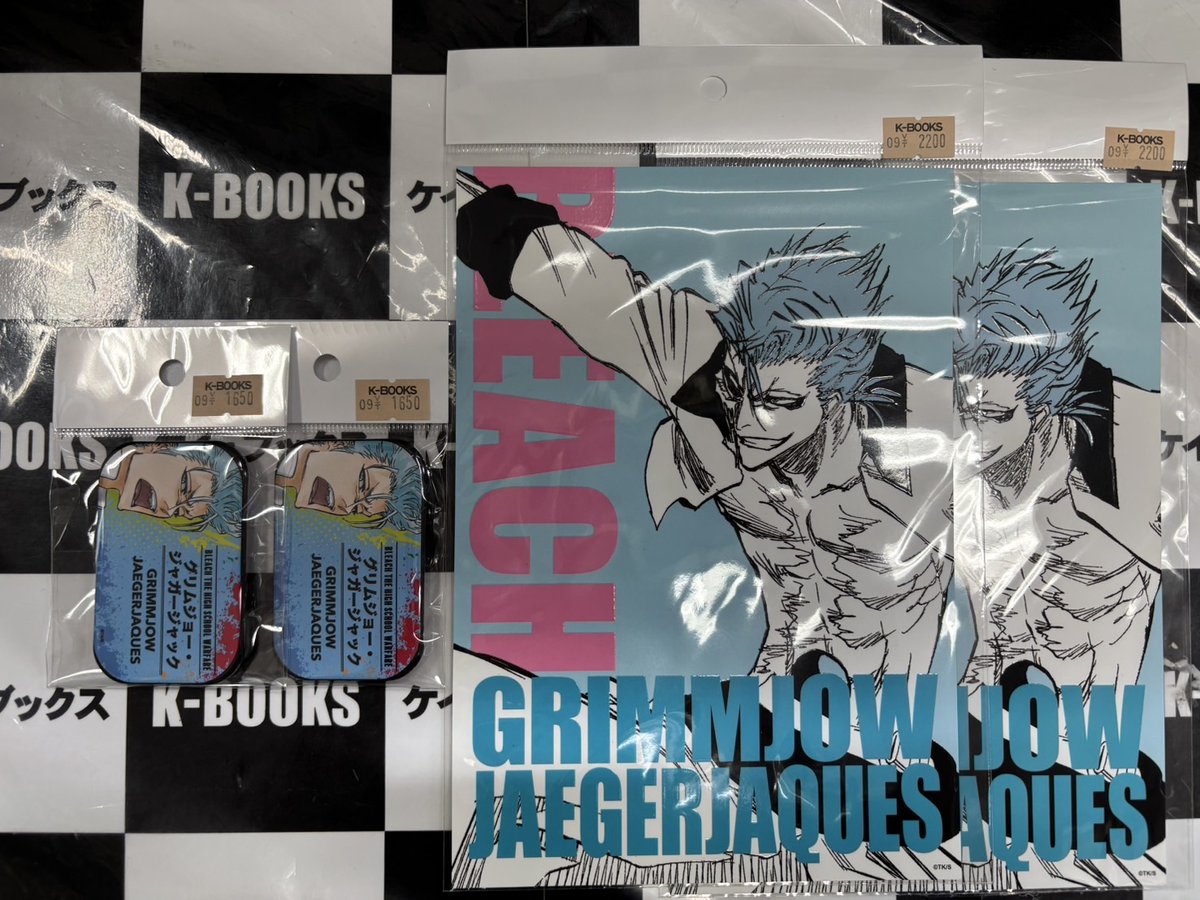 ブックス
K-BOOKS
ケイ
K-BOOKS
09¥ 2200
K-BOOKS
09¥ 2200
K-BOOKS
09¥ 1650
K-BOOKS
09¥ 1650
OOKS
BLEACH THE HIGH SCHOOL WARFARE
グリムジョー・
ジャガージャック
GRIMMJOW
JAEGERJAQUES
BLEACH THE HIGH SCHOOL WARFARE
グリムジョー・
ジャガージャック
GRIMMJOW
JAEGERJAQUES
BLEACH
GRIMMJOW
JAEGERJAQUES
©TK/S
JOW
AQUES
©TK/S
ブックス
K-BOOKS
ケイ